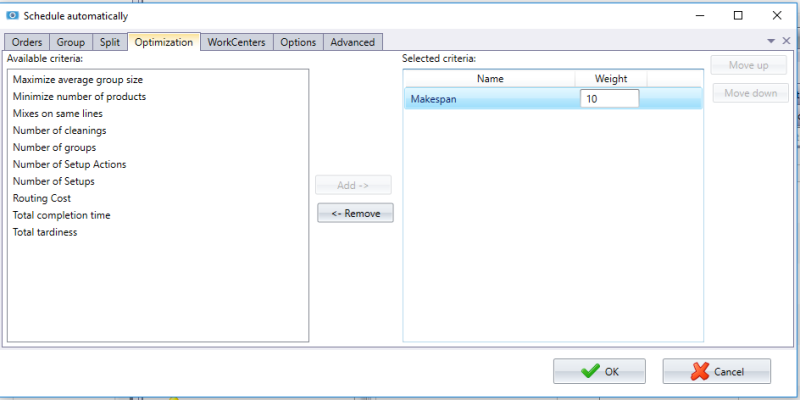 Schedule automatically
Orders Group Split Optimization WorkCenters Options Advanced
Available criteria:
Maximize average group size
Minimize number of products
Mixes on same lines
Number of cleanings
Number of groups
Number of Setup Actions
Number of Setups
Routing Cost
Total completion time
Total tardiness
Add ->
<- Remove
Selected criteria:
Name Weight
Makespan 10
Move up
Move down
OK Cancel